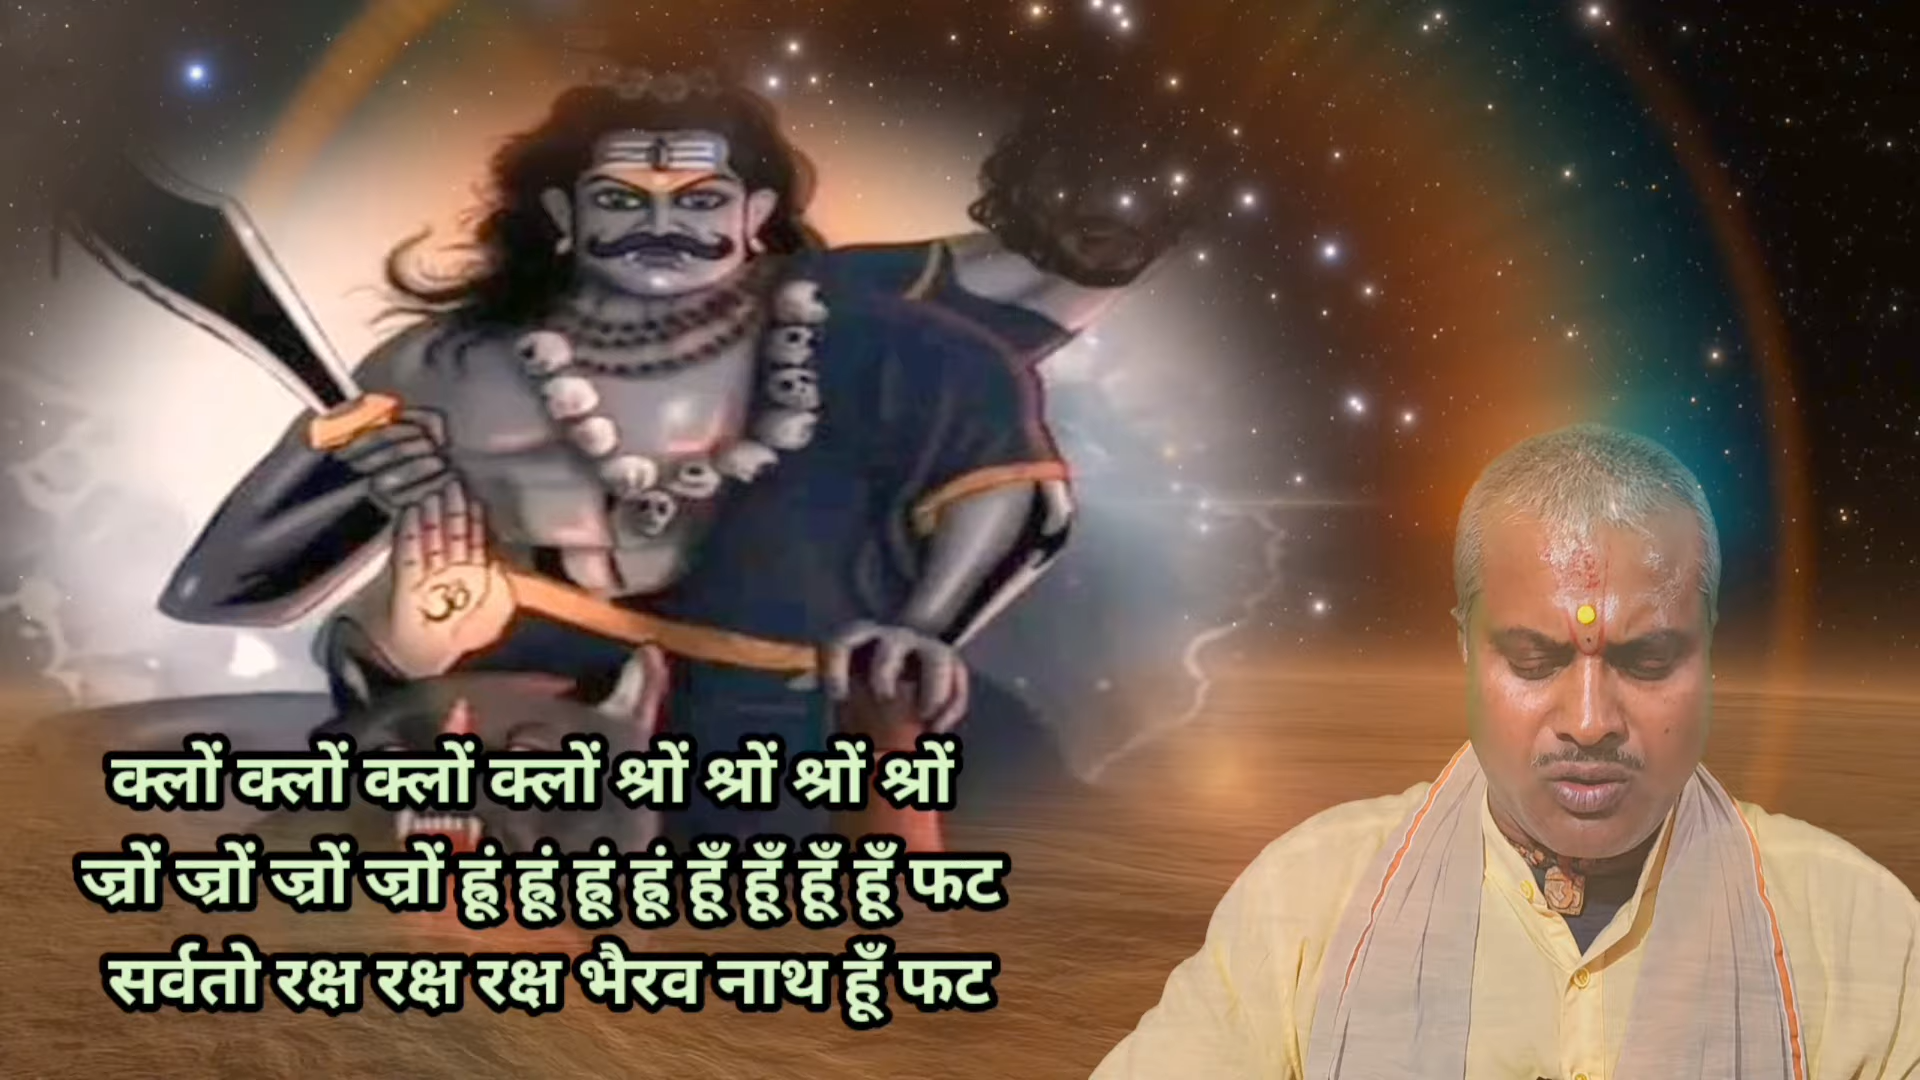 ॐ
क्लों क्लों क्लों क्लों श्रों श्रों श्रों श्रों
ज्रों ज्रों ज्रों ज्रों ह्रूं ह्रूं ह्रूं ह्रूं हूँ हूँ हूँ हूँ फट
सर्वतो रक्ष रक्ष रक्ष भैरव नाथ हूँ फट